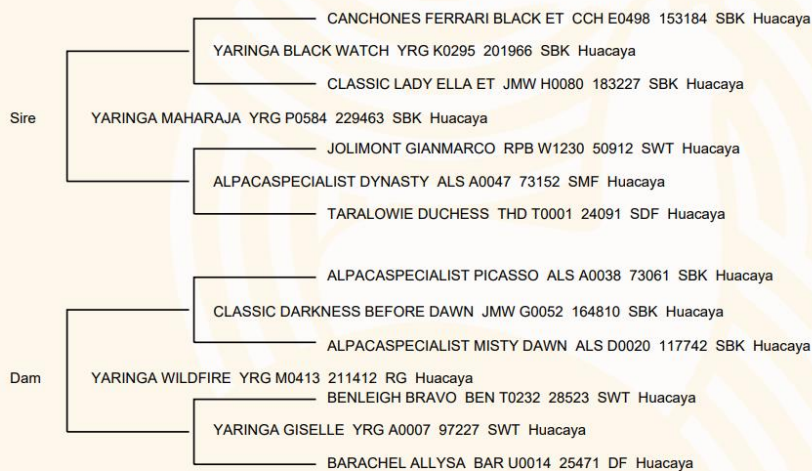 CANCHONES FERRARI BLACK ET CCH E0498 153184 SBK Huacaya
YARINGA BLACK WATCH YRG K0295 201966 SBK Huacaya
CLASSIC LADY ELLA ET JMW H0080 183227 SBK Huacaya
Sire YARINGA MAHARAJA YRG P0584 229463 SBK Huacaya
JOLIMONT GIANMARCO RPB W1230 50912 SWT Huacaya
ALPACASPECIALIST DYNASTY ALS A0047 73152 SMF Huacaya
TARALOWIE DUCHESS THD T0001 24091 SDF Huacaya
ALPACASPECIALIST PICASSO ALS A0038 73061 SBK Huacaya
CLASSIC DARKNESS BEFORE DAWN JMW G0052 164810 SBK Huacaya
ALPACASPECIALIST MISTY DAWN ALS D0020 117742 SBK Huacaya
Dam YARINGA WILDFIRE YRG M0413 211412 RG Huacaya
BENLEIGH BRAVO BEN T0232 28523 SWT Huacaya
YARINGA GISELLE YRG A0007 97227 SWT Huacaya
BARACHEL ALLYSA BAR U0014 25471 DF Huacaya